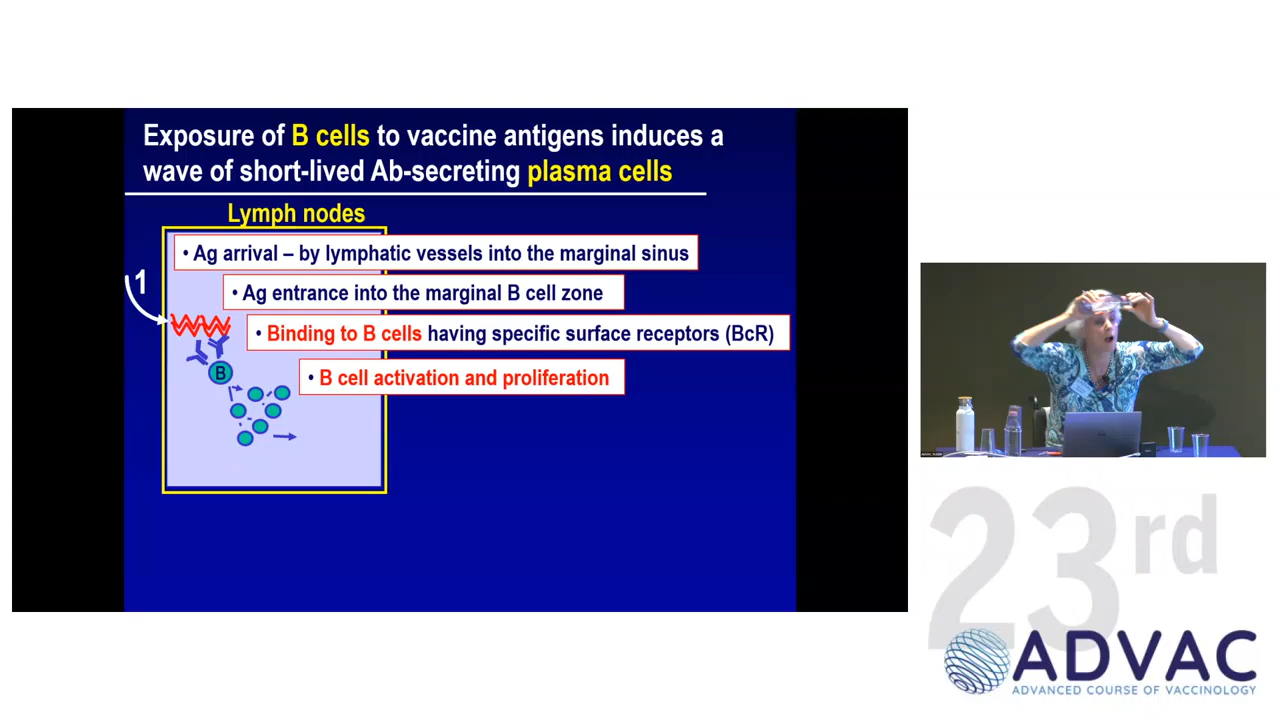 Exposure of B cells to vaccine antigens induces a
wave of short-lived Ab-secreting plasma cells
Lymph nodes
• Ag arrival – by lymphatic vessels into the marginal sinus
1
• Ag entrance into the marginal B cell zone
• Binding to B cells having specific surface receptors (BcR)
B
• B cell activation and proliferation
23rd
ADVAC
ADVANCED COURSE OF VACCINOLOGY